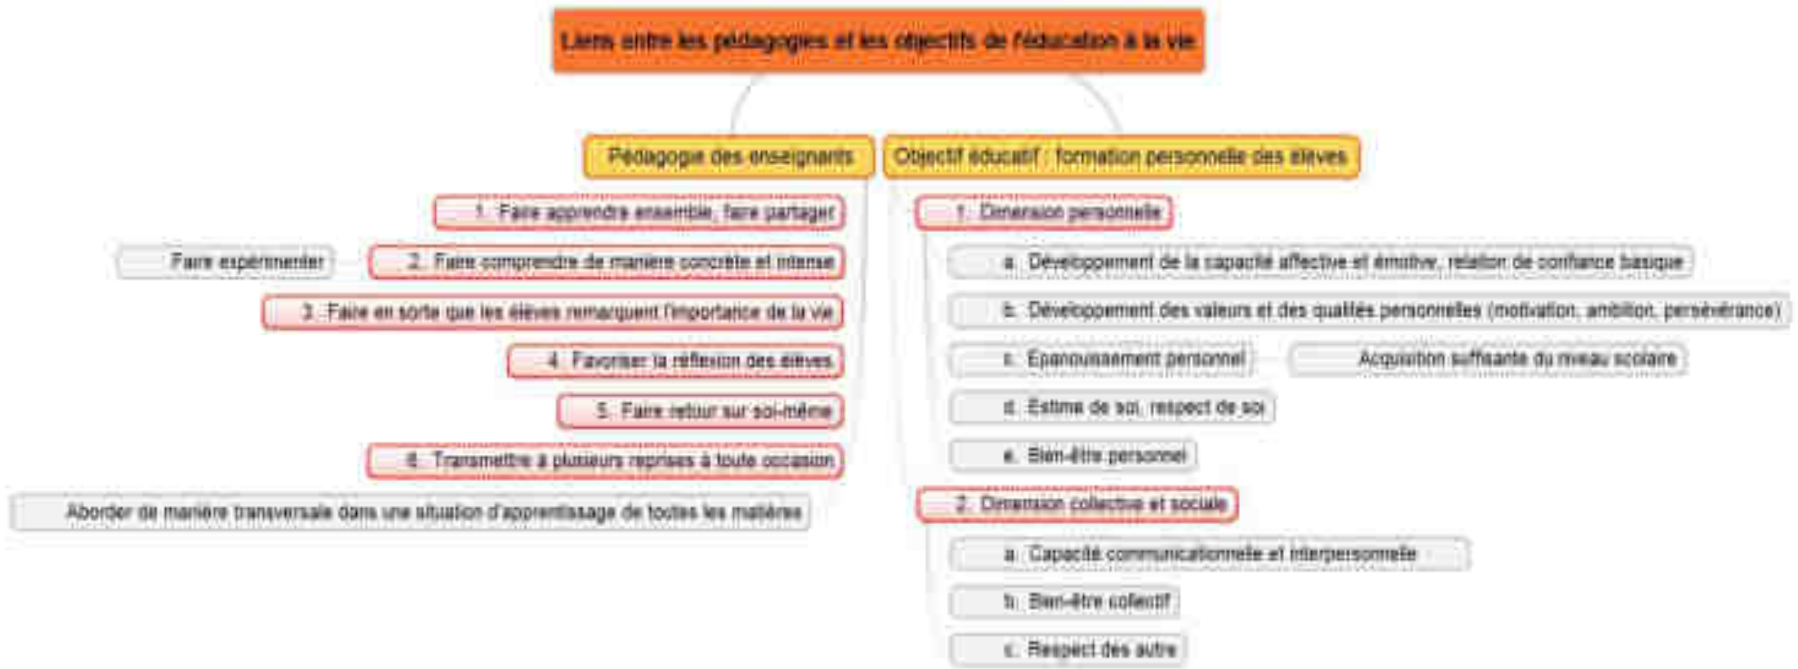 Liens entre les pédagogies et les objectifs de l'éducation à la vie
Pédagogie des enseignants
1. Faire apprendre ensemble, faire partager
2. Faire comprendre de manière concrète et intense
Faire expérimenter
3. Faire en sorte que les élèves remarquent l'importance de la vie
4. Favoriser la réflexion des élèves
5. Faire retour sur soi-même
6. Transmettre à plusieurs reprises à toute occasion
Aborder de manière transversale dans une situation d'apprentissage de toutes les matières
Objectif éducatif : formation personnelle des élèves
1. Dimension personnelle
a. Développement de la capacité affective et émotive, relation de confiance basique
b. Développement des valeurs et des qualités personnelles (motivation, ambition, persévérance)
c. Epanouissement personnel
Acquisition suffisante du niveau scolaire
d. Estime de soi, respect de soi
e. Bien-être personnel
2. Dimension collective et sociale
a. Capacité communicationnelle et interpersonnelle
b. Bien-être collectif
c. Respect des autre